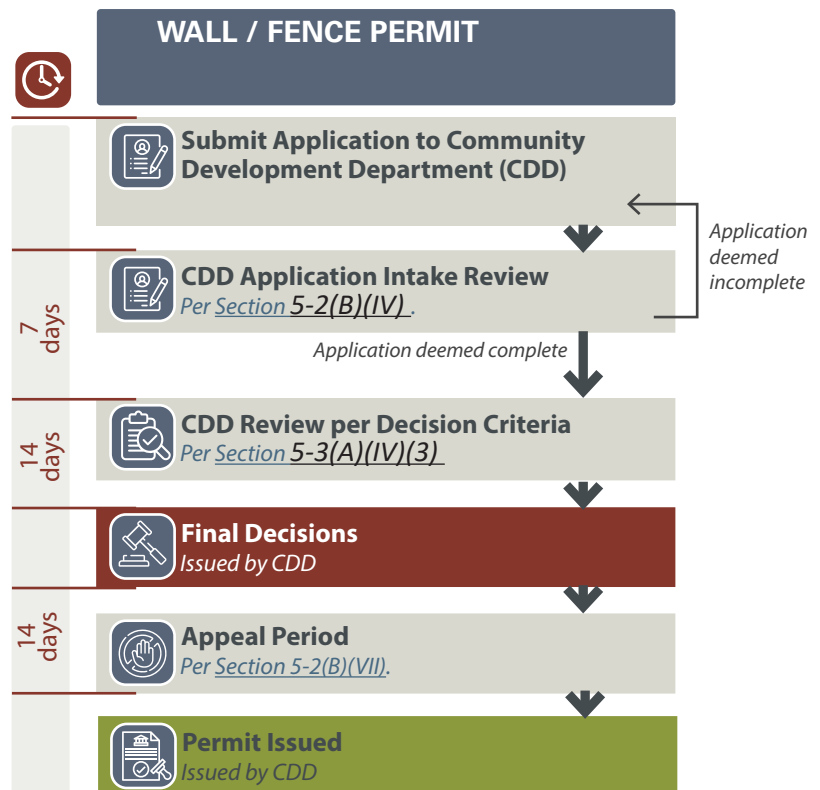 WALL / FENCE PERMIT
Submit Application to Community
Development Department (CDD)
Application
deemed
incomplete
7
days
CDD Application Intake Review
Per Section 5-2(B)(IV) .
Application deemed complete
14
days
CDD Review per Decision Criteria
Per Section 5-3(A)(IV)(3)
Final Decisions
Issued by CDD
14
days
Appeal Period
Per Section 5-2(B)(VII).
Permit Issued
Issued by CDD